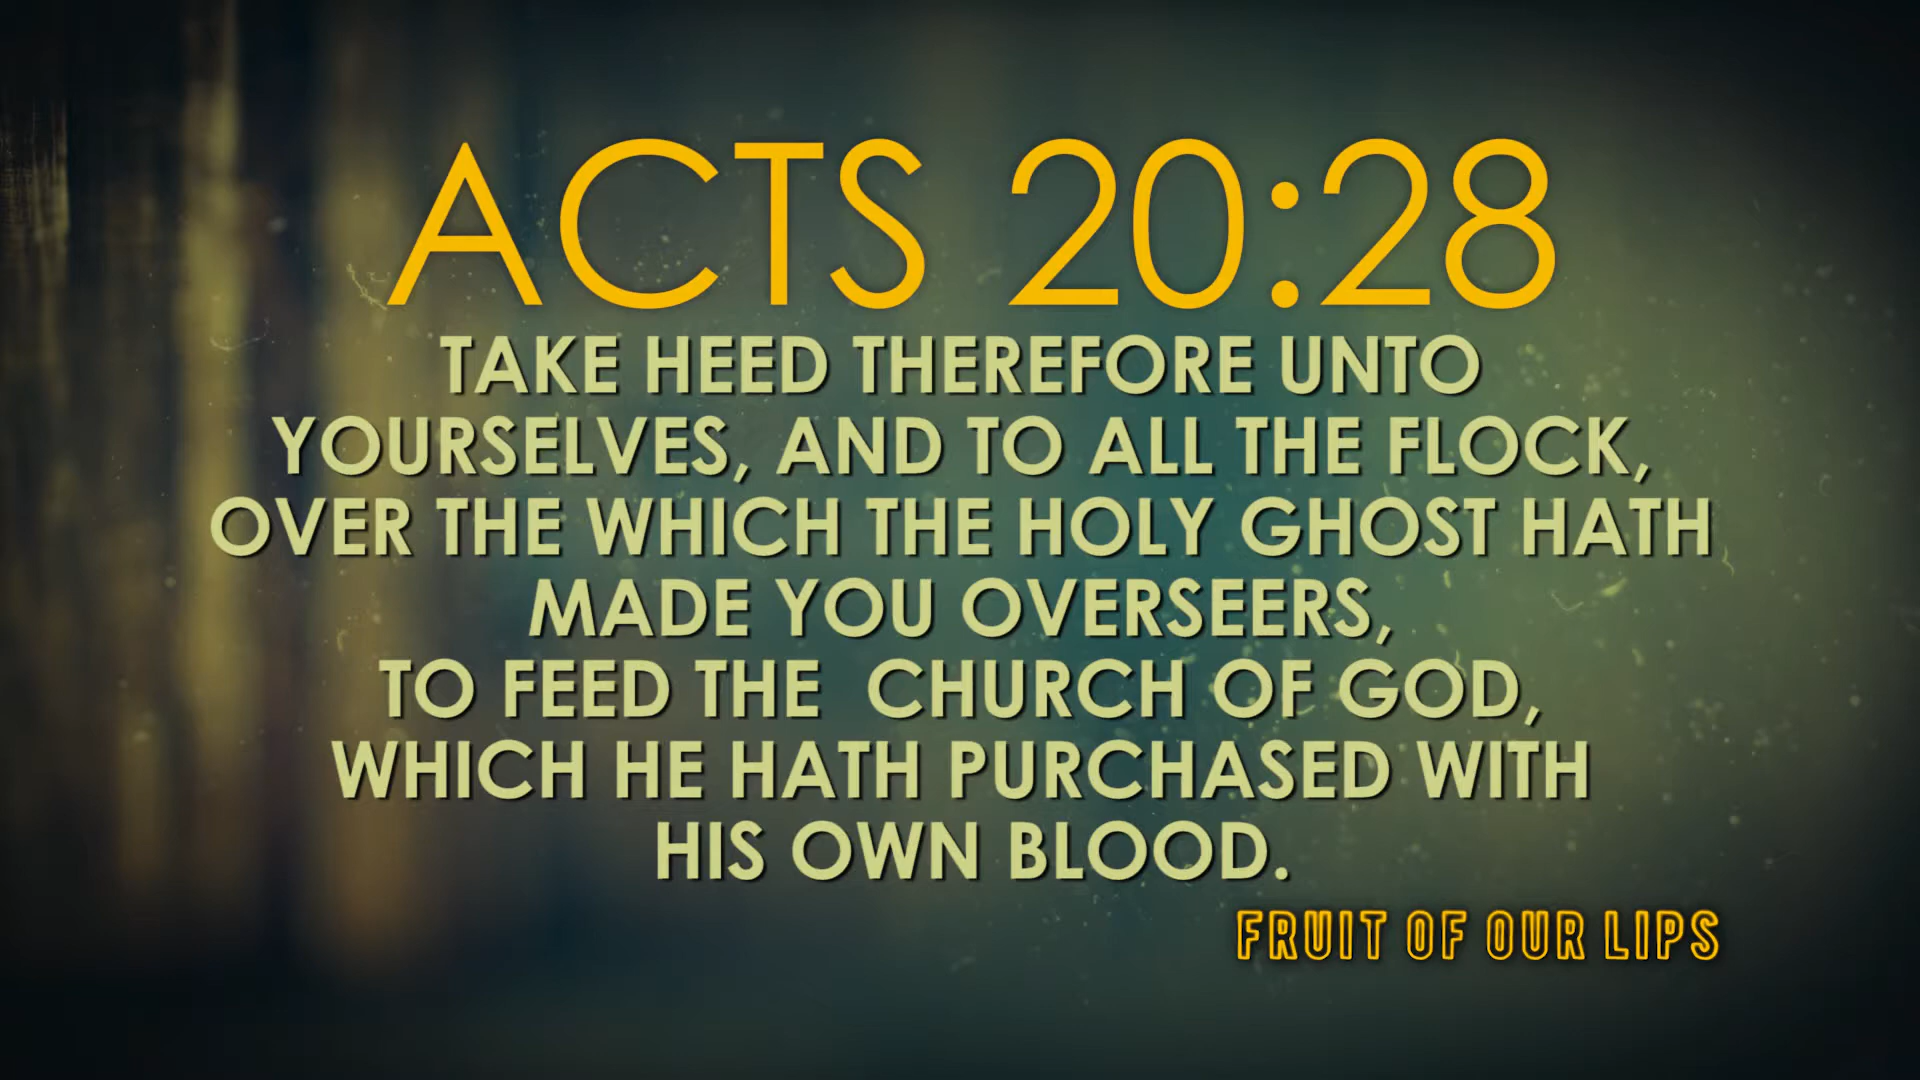 ACTS 20:28
TAKE HEED THEREFORE UNTO
YOURSELVES, AND TO ALL THE FLOCK,
OVER THE WHICH THE HOLY GHOST HATH
MADE YOU OVERSEERS,
TO FEED THE CHURCH OF GOD,
WHICH HE HATH PURCHASED WITH
HIS OWN BLOOD.
FRUIT OF OUR LIPS